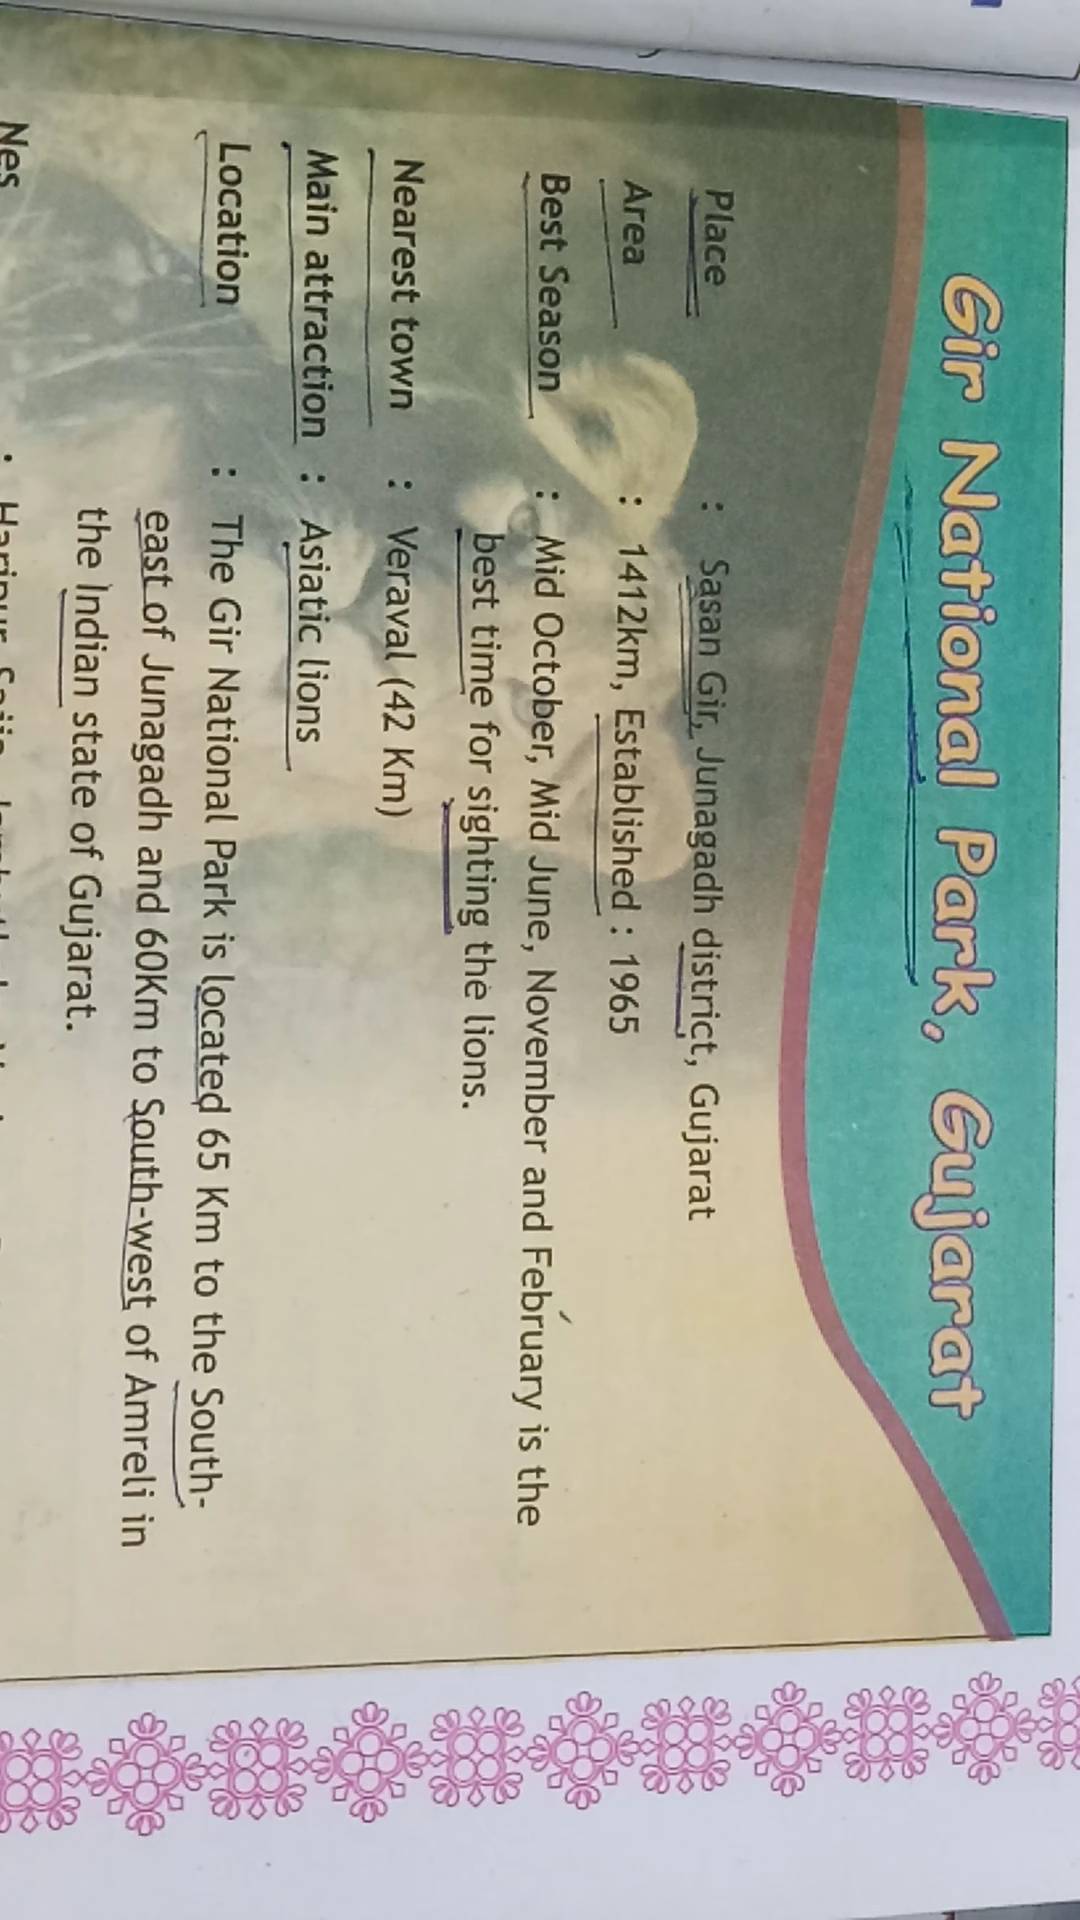 Gir National Park, Gujarat
Place : Sasan Gir, Junagadh district, Gujarat
Area : 1412km, Established : 1965
Best Season : Mid October, Mid June, November and February is the
best time for sighting the lions.
Nearest town : Veraval (42 Km)
Main attraction : Asiatic lions
Location : The Gir National Park is located 65 Km to the South-
east of Junagadh and 60Km to South-west of Amreli in
the Indian state of Gujarat.
Nes :